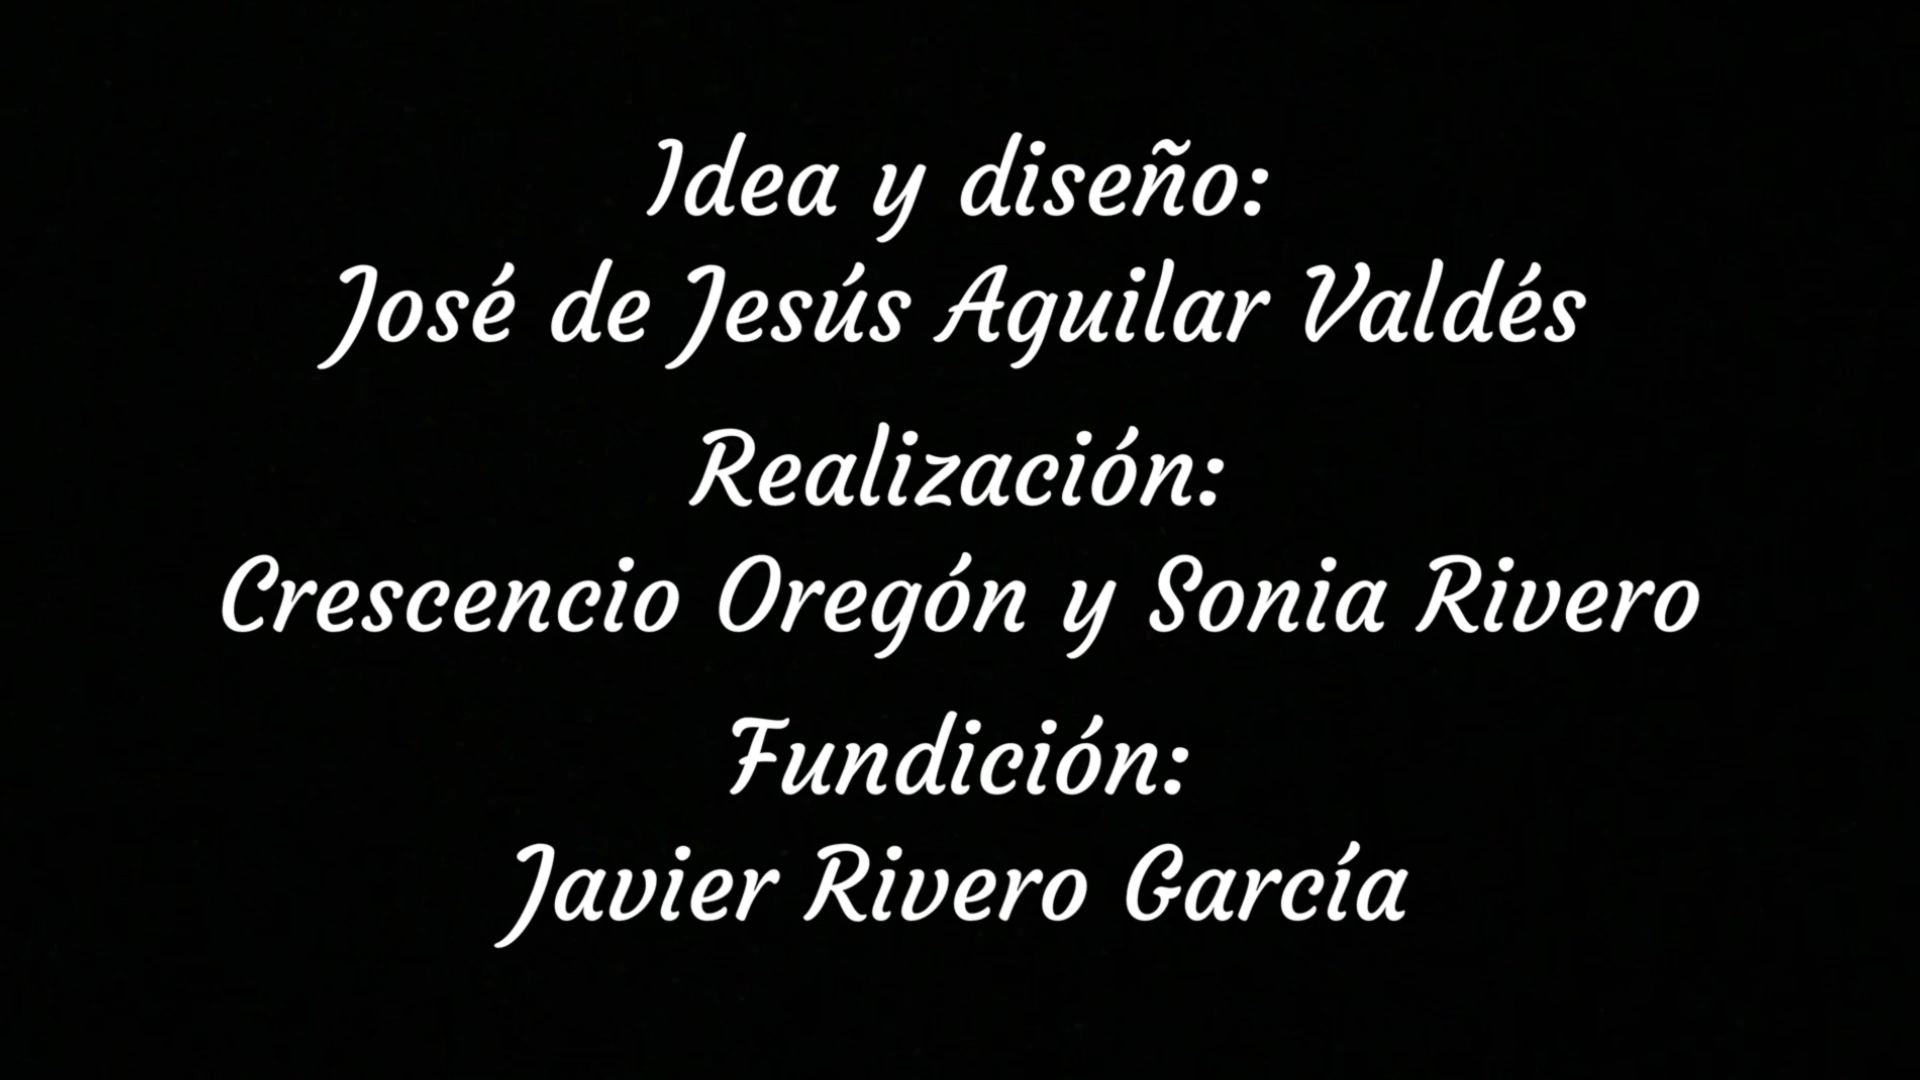 Idea y diseño:
José de Jesús Aguilar Valdés
Realización:
Crescencio Oregón y Sonia Rivero
Fundición:
Javier Rivero García